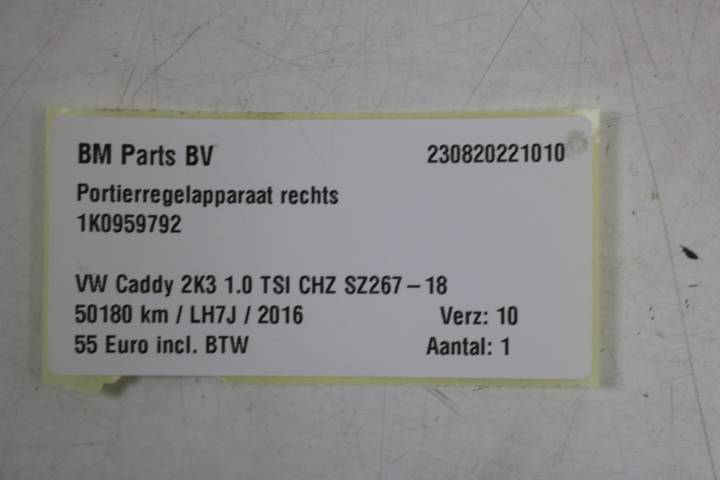 BM Parts BV 230820221010
Portierregelapparaat rechts
1K0959792
VW Caddy 2K3 1.0 TSI CHZ SZ267-18
50180 km / LH7J / 2016 Verz: 10
55 Euro incl. BTW Aantal: 1